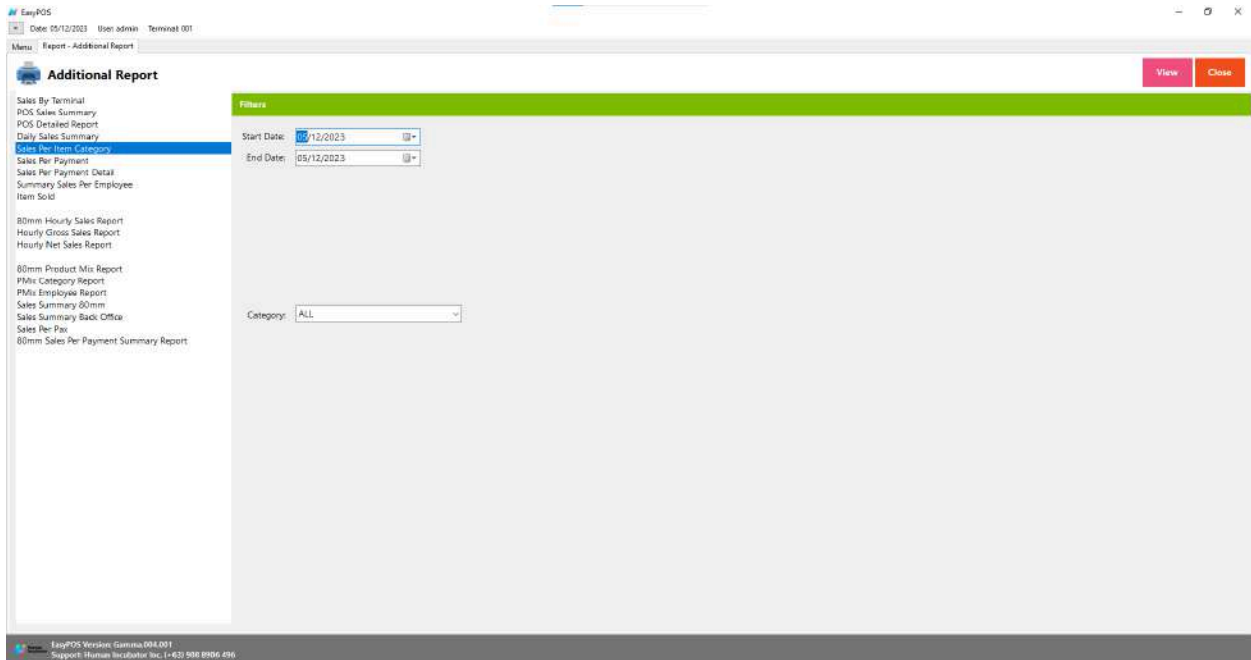 EasyPOS
Date: 05/12/2023 User: admin Terminal: 001
Menu Report - Additional Report
Additional Report
View Close
Sales By Terminal
POS Sales Summary
POS Detailed Report
Daily Sales Summary
Sales Per Item Category
Sales Per Payment
Sales Per Payment Detail
Summary Sales Per Employee
Item Sold
80mm Hourly Sales Report
Hourly Gross Sales Report
Hourly Net Sales Report
80mm Product Mix Report
PMix Category Report
PMix Employee Report
Sales Summary 80mm
Sales Summary Back Office
Sales Per Pax
80mm Sales Per Payment Summary Report
Filters
Start Date: 05/12/2023
End Date: 05/12/2023
Category: ALL
EasyPOS Version: Gamma.004.001
Support: Human Incubator Inc. (+63) 908 8906 496